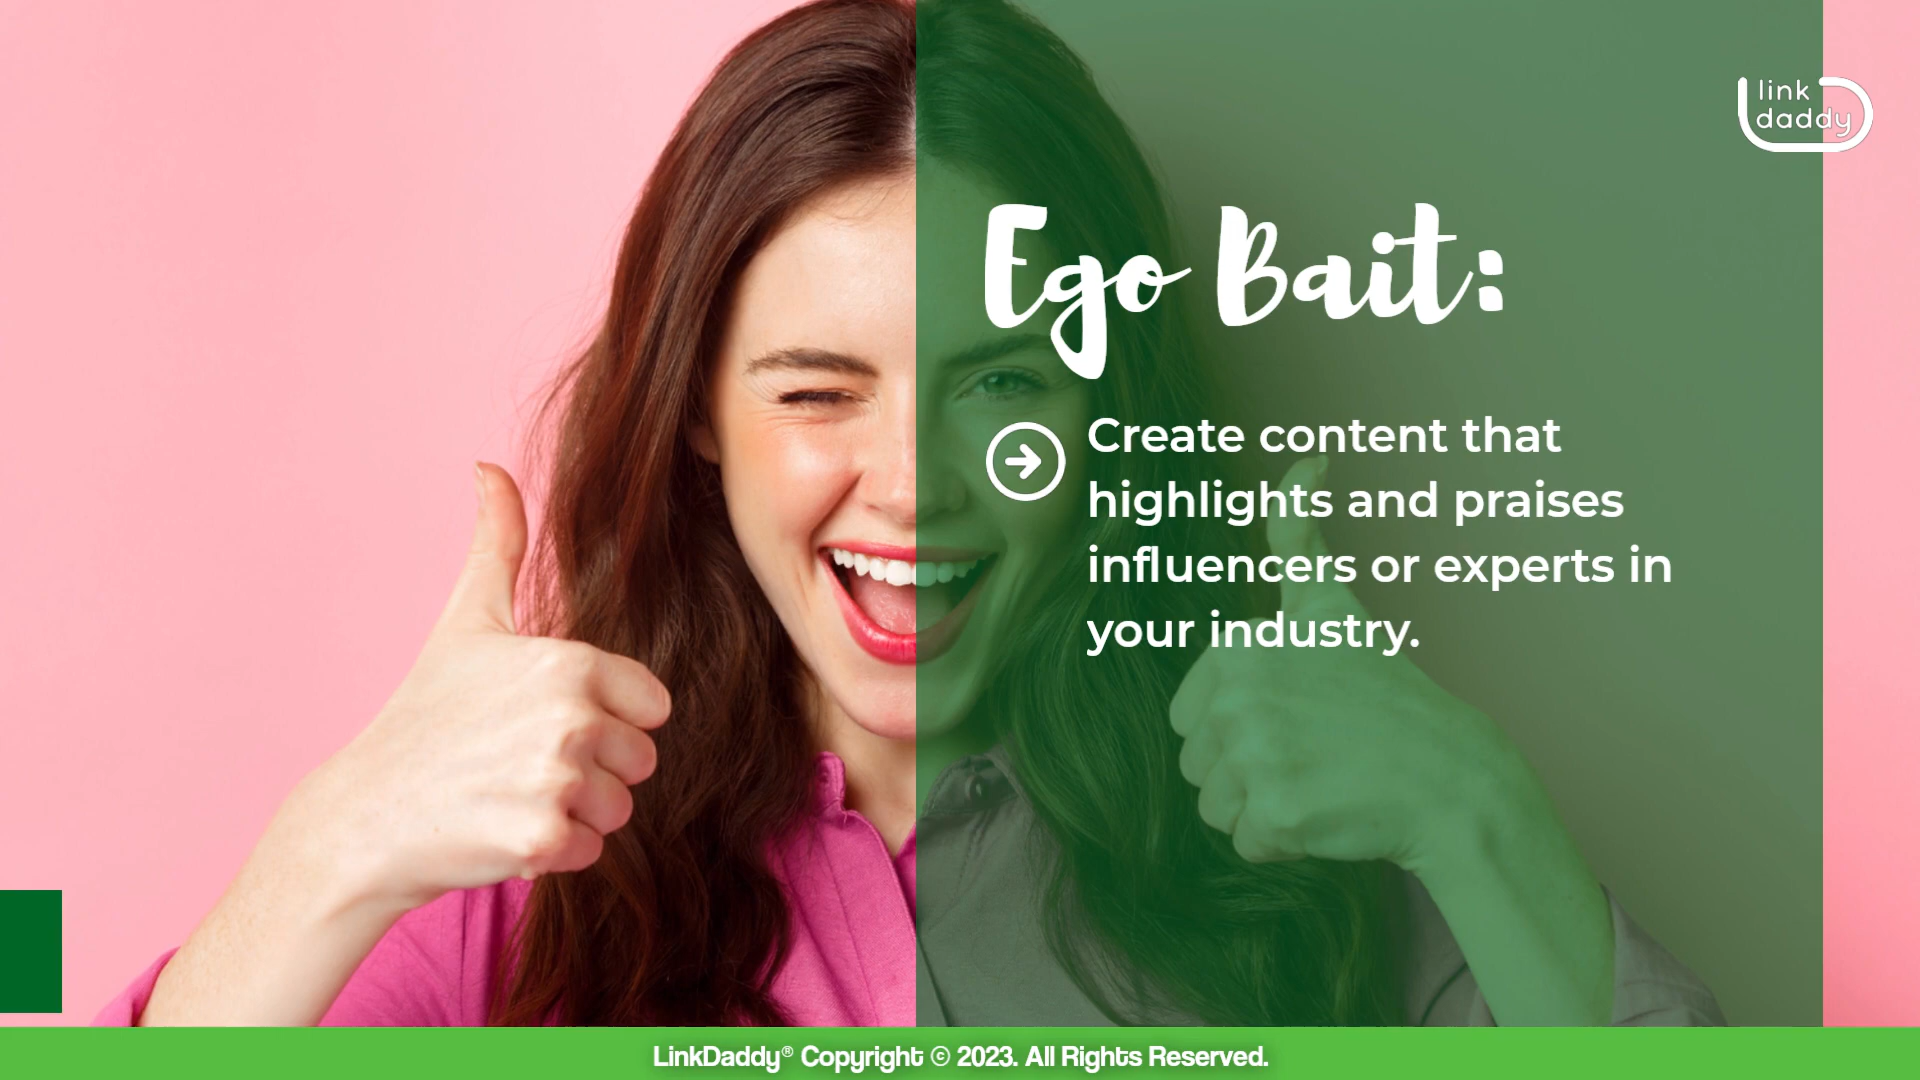 link
daddy
Ego Bait:
Create content that
highlights and praises
influencers or experts in
your industry.
LinkDaddy® Copyright © 2023. All Rights Reserved.